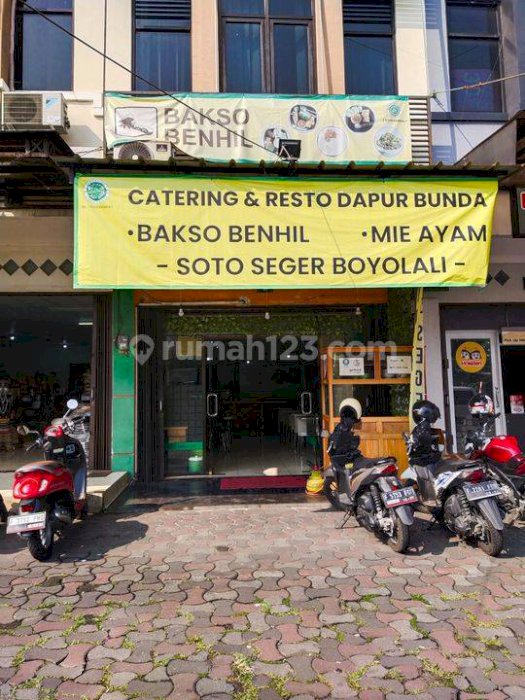 BAKSO
BENHIL
CATERING & RESTO DAPUR BUNDA
•BAKSO BENHIL •MIE AYAM
- SOTO SEGER BOYOLALI -
rumah123.com